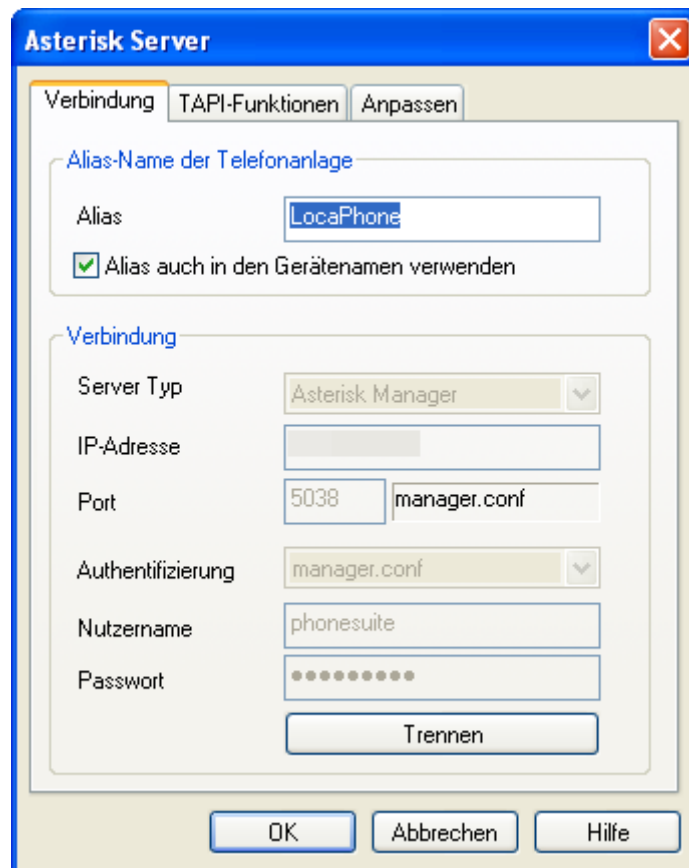 Asterisk Server
Verbindung TAPI-Funktionen Anpassen
Alias-Name der Telefonanlage
Alias LocaPhone
Alias auch in den Gerätenamen verwenden
Verbindung
Server Typ Asterisk Manager
IP-Adresse
Port 5038 manager.conf
Authentifizierung manager.conf
Nutzername phonesuite
Passwort ●●●●●●●●●
Trennen
OK Abbrechen Hilfe